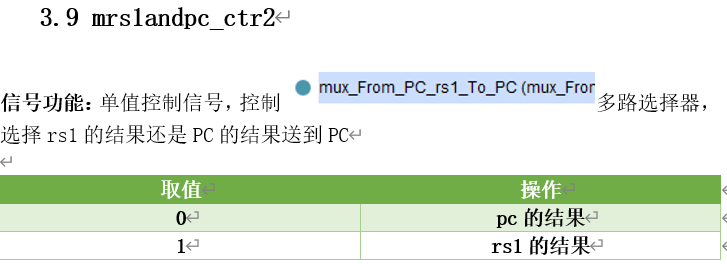 3.9 mrs1andpc_ctr2
信号功能：单值控制信号，控制 mux_From_PC_rs1_To_PC (mux_Fror 多路选择器，
选择 rs1 的结果还是 PC 的结果送到 PC
取值 操作
0 pc 的结果
1 rs1 的结果